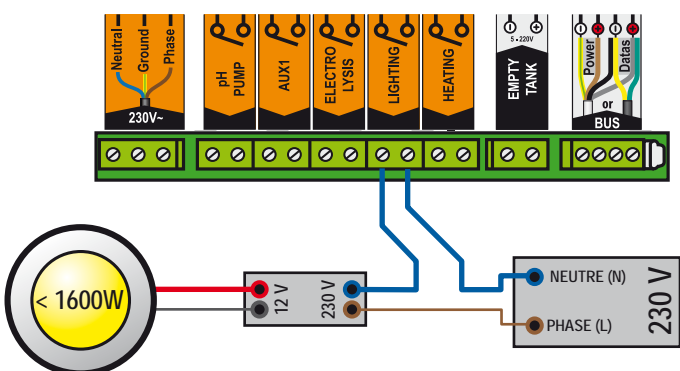 Neutral
Ground
Phase
230V~
pH
PUMP
AUX1
ELECTRO
LYSIS
LIGHTING
HEATING
5 - 220V
EMPTY
TANK
Power
Datas
or
BUS
< 1600W
12 V
230 V
NEUTRE (N)
PHASE (L)
230 V